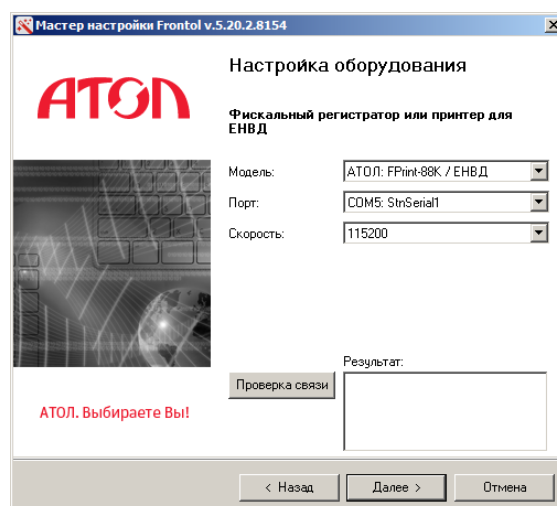 Мастер настройки Frontol v.5.20.2.8154
АТОЛ
Настройка оборудования
Фискальный регистратор или принтер для
ЕНВД
Модель:
АТОЛ: FPrint-88K / ЕНВД
Порт:
COM5: StnSerial1
Скорость:
115200
Результат:
Проверка связи
АТОЛ. Выбираете Вы!
< Назад
Далее >
Отмена